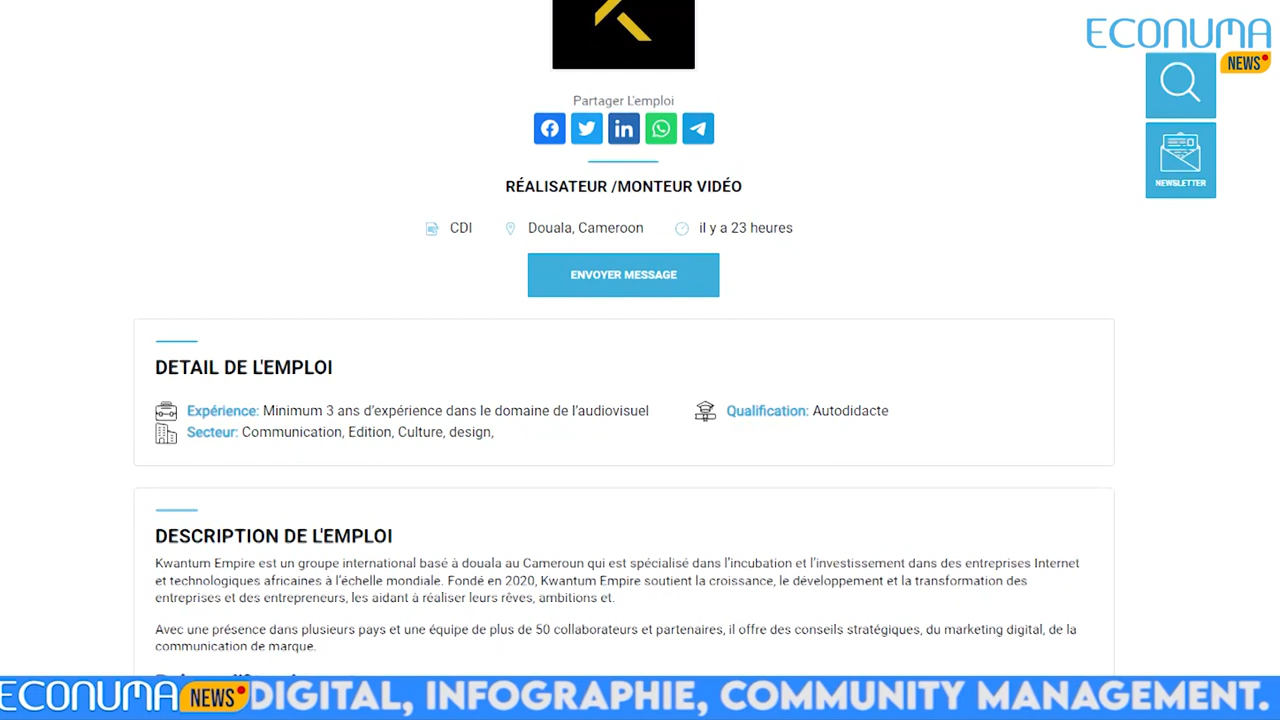 ECONUMA
NEWS
Partager L'emploi
NEWSLETTER
RÉALISATEUR /MONTEUR VIDÉO
CDI Douala, Cameroon il y a 23 heures
ENVOYER MESSAGE
DETAIL DE L'EMPLOI
Expérience: Minimum 3 ans d'expérience dans le domaine de l'audiovisuel
Qualification: Autodidacte
Secteur: Communication, Edition, Culture, design,
DESCRIPTION DE L'EMPLOI
Kwantum Empire est un groupe international basé à douala au Cameroun qui est spécialisé dans l'incubation et l'investissement dans des entreprises Internet
et technologiques africaines à l'échelle mondiale. Fondé en 2020, Kwantum Empire soutient la croissance, le développement et la transformation des
entreprises et des entrepreneurs, les aidant à réaliser leurs rêves, ambitions et.
Avec une présence dans plusieurs pays et une équipe de plus de 50 collaborateurs et partenaires, il offre des conseils stratégiques, du marketing digital, de la
communication de marque.
ECONUMA NEWS DIGITAL, INFOGRAPHIE, COMMUNITY MANAGEMENT.